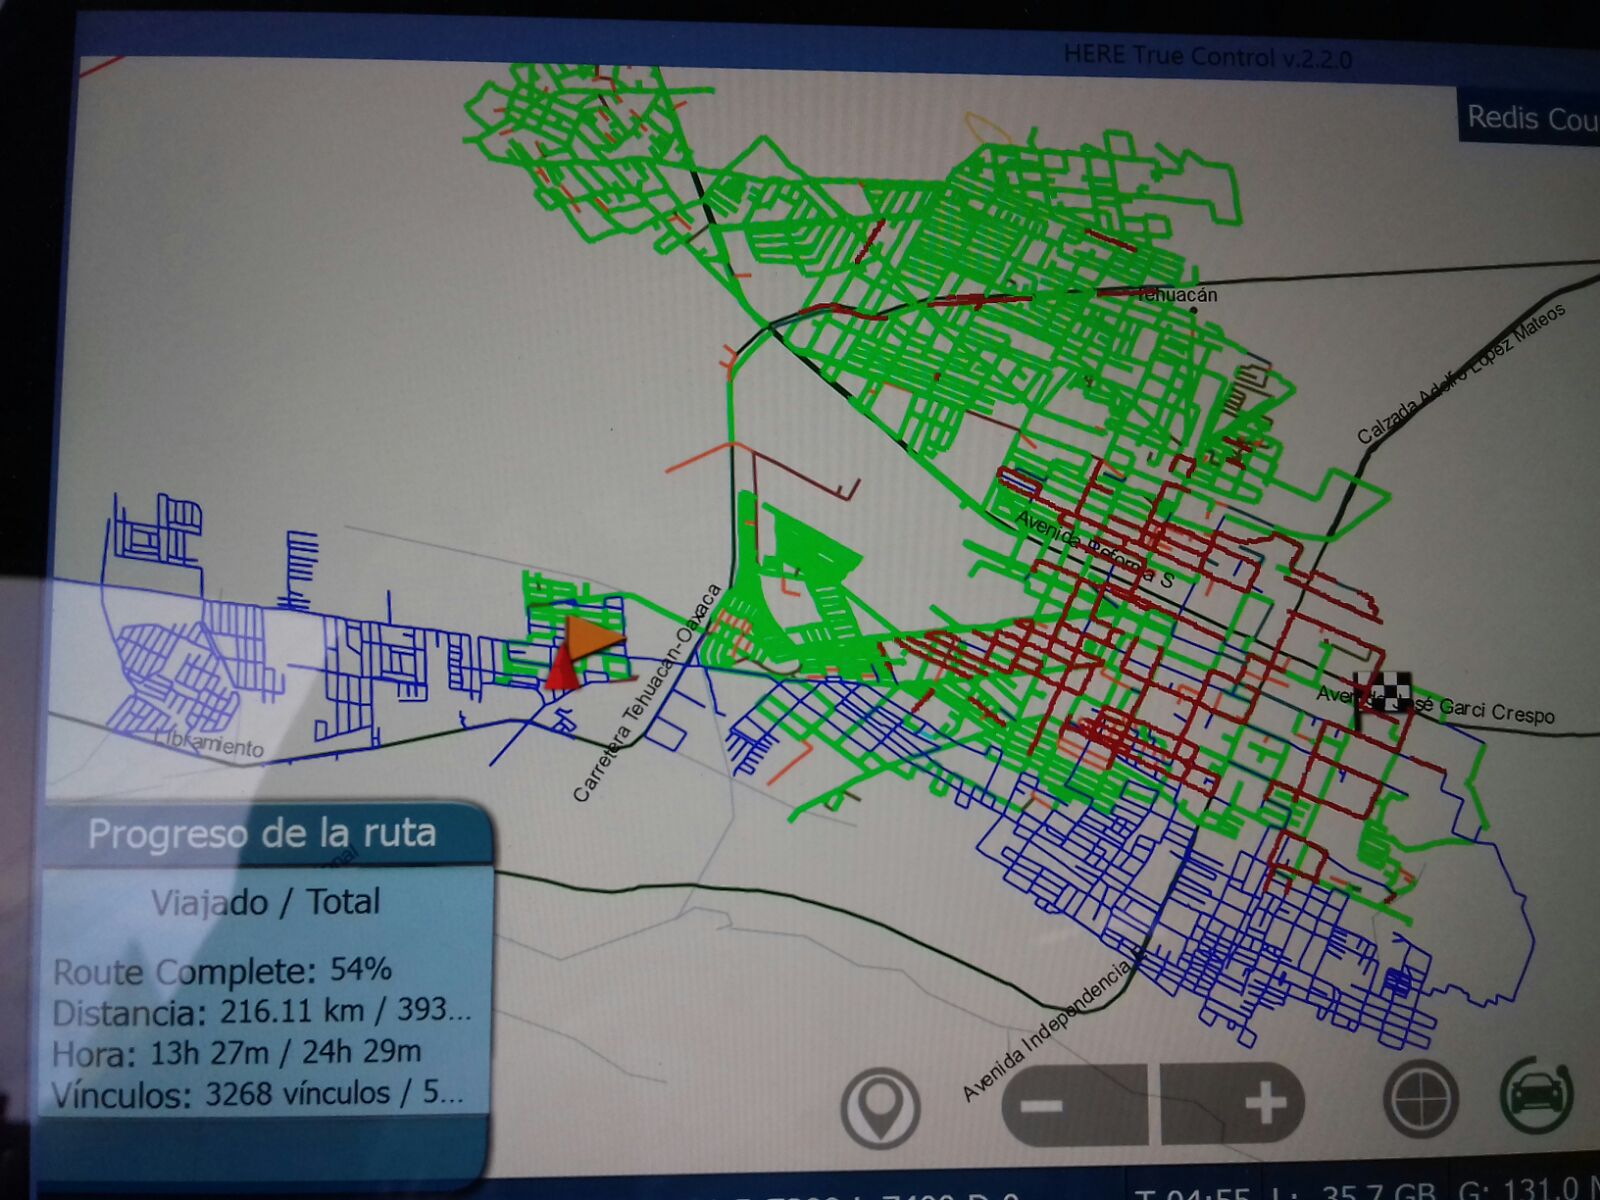 HERE True Control v.2.2.0
Redis Cou
Tehuacán
Calzada Adolfo López Mateos
Avenida Reforma S
Carretera Tehuacan-Oaxaca
Avenida José Garci Crespo
Libramiento
Avenida Independencia
Progreso de la ruta
Viajado / Total
Route Complete: 54%
Distancia: 216.11 km / 393...
Hora: 13h 27m / 24h 29m
Vínculos: 3268 vínculos / 5...
T 04:55 L: 35.7 GB G: 131.0